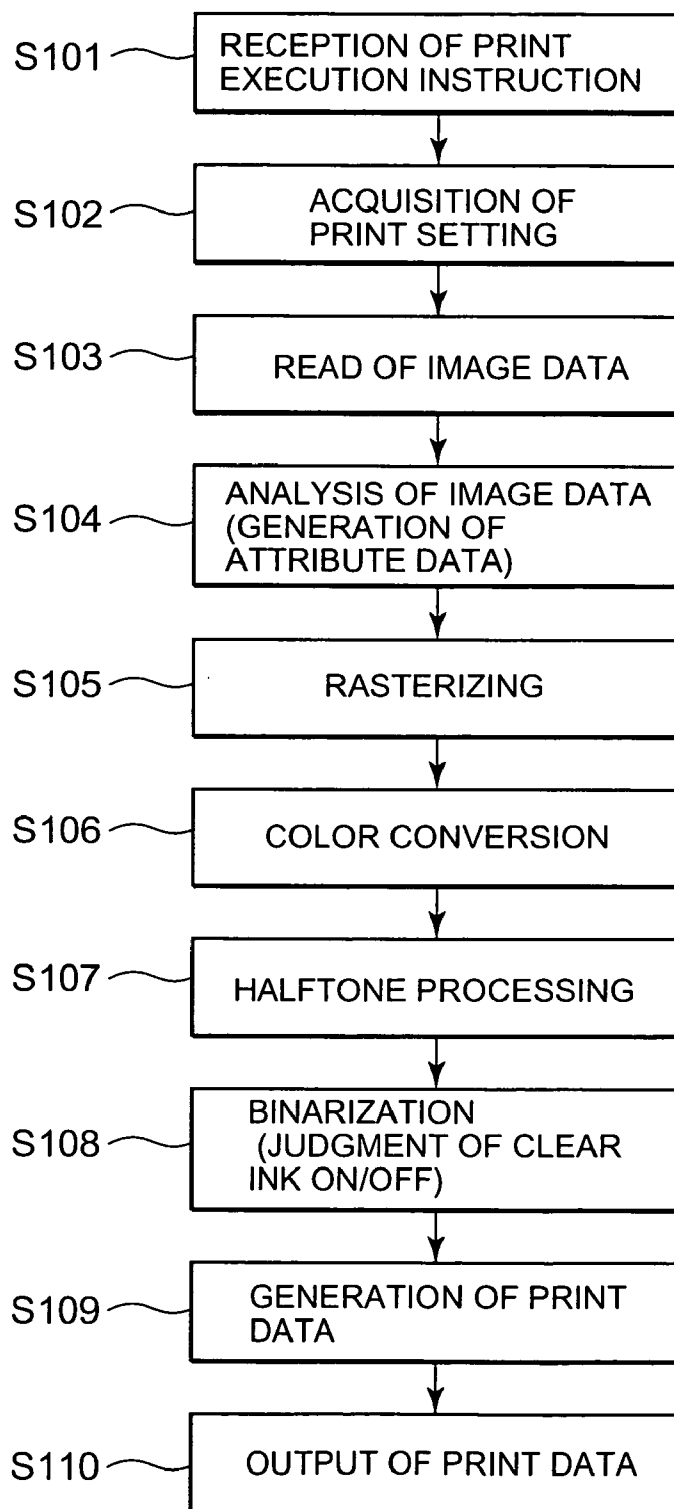 S101
RECEPTION OF PRINT
EXECUTION INSTRUCTION
S102
ACQUISITION OF
PRINT SETTING
S103
READ OF IMAGE DATA
S104
ANALYSIS OF IMAGE DATA
(GENERATION OF
ATTRIBUTE DATA)
S105
RASTERIZING
S106
COLOR CONVERSION
S107
HALFTONE PROCESSING
S108
BINARIZATION
(JUDGMENT OF CLEAR
INK ON/OFF)
S109
GENERATION OF PRINT
DATA
S110
OUTPUT OF PRINT DATA